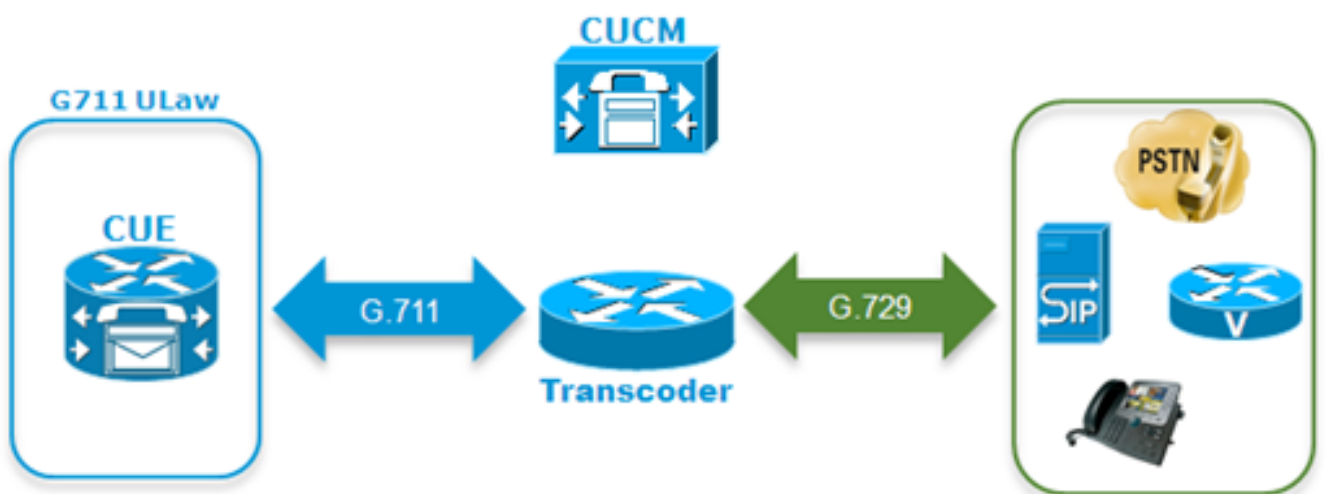 CUCM
G711 ULaw
CUE
G.711
Transcoder
G.729
PSTN
SIP
V